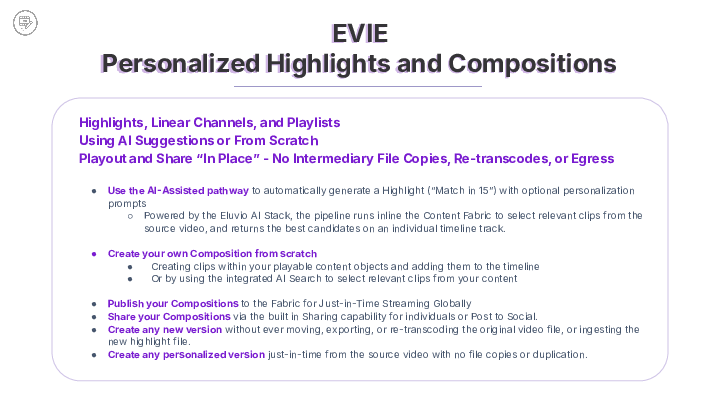 EVIE
Personalized Highlights and Compositions
Highlights, Linear Channels, and Playlists
Using AI Suggestions or From Scratch
Playout and Share “In Place” - No Intermediary File Copies, Re-transcodes, or Egress
● Use the AI-Assisted pathway to automatically generate a Highlight (“Match in 15”) with optional personalization
prompts
○ Powered by the Eluvio AI Stack, the pipeline runs inline the Content Fabric to select relevant clips from the
source video, and returns the best candidates on an individual timeline track.
● Create your own Composition from scratch
● Creating clips within your playable content objects and adding them to the timeline
● Or by using the integrated AI Search to select relevant clips from your content
● Publish your Compositions to the Fabric for Just-in-Time Streaming Globally
● Share your Compositions via the built in Sharing capability for individuals or Post to Social.
● Create any new version without ever moving, exporting, or re-transcoding the original video file, or ingesting the
new highlight file.
● Create any personalized version just-in-time from the source video with no file copies or duplication.